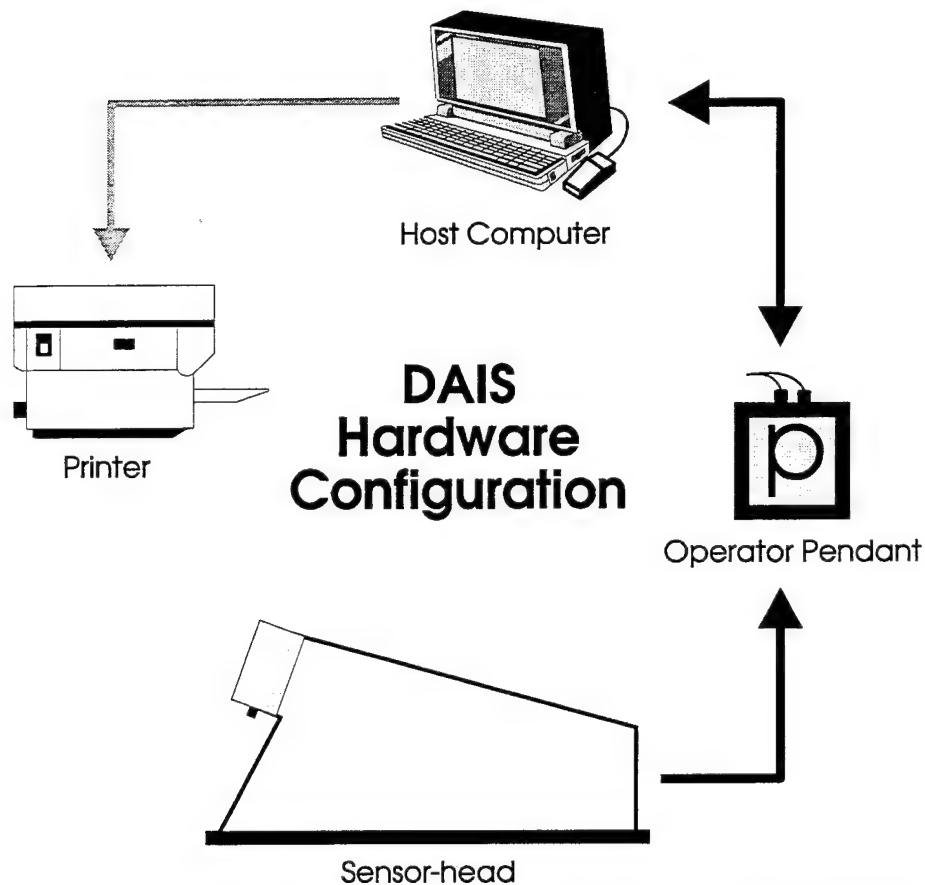 Host Computer
Printer
DAIS
Hardware
Configuration
Operator Pendant
Sensor-head